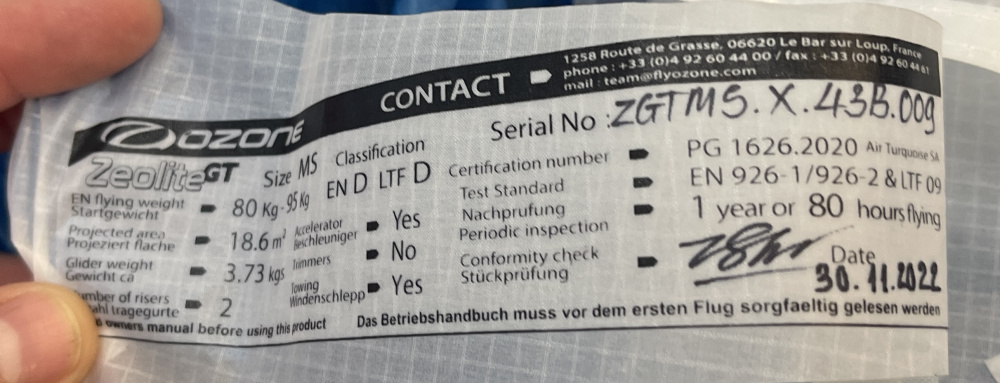 OZONE
CONTACT
1258 Route de Grasse, 06620 Le Bar sur Loup, France
phone : +33 (0)4 92 60 44 00 / fax : +33 (0)4 92 60 44 61
mail : team@flyozone.com
Serial No : ZGTMS.X.43B.009
Zeolite GT Size MS
Classification
EN D LTF D
EN flying weight
Startgewicht
80 Kg - 95 Kg
Projected area
Projeziert flache
18.6 m²
Glider weight
Gewicht ca
3.73 kgs
mber of risers
ahl tragegurte
2
Accelerator
Beschleuniger
Yes
Trimmers
No
Towing
Windenschlepp
Yes
Certification number
PG 1626.2020 Air Turquoise SA
Test Standard
EN 926-1/926-2 & LTF 09
Nachprufung
Periodic inspection
1 year or 80 hours flying
Conformity check
Stückprüfung
Date
30.11.2022
owners manual before using this product
Das Betriebshandbuch muss vor dem ersten Flug sorgfaeltig gelesen werden